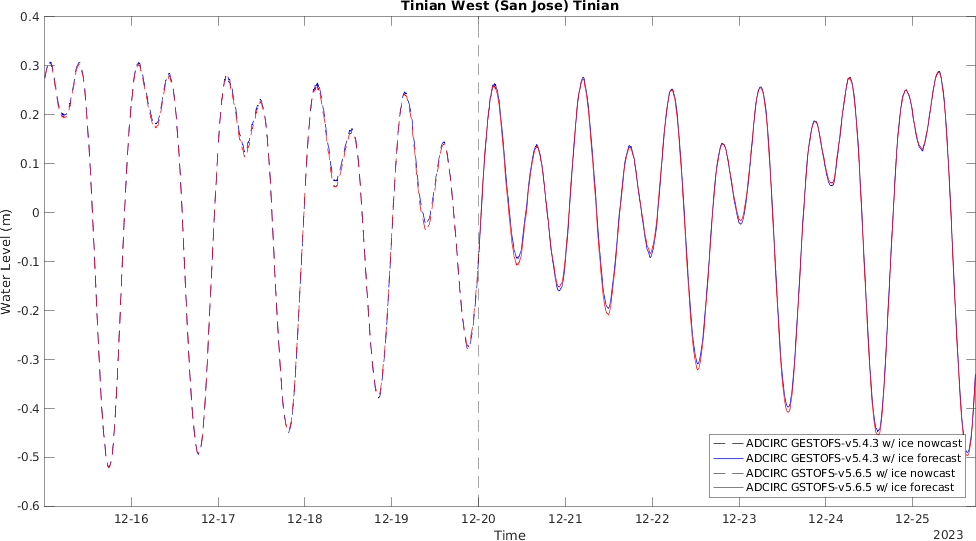 Tinian West (San Jose) Tinian
0.4
0.3
0.2
0.1
0
-0.1
-0.2
-0.3
-0.4
-0.5
-0.6
Water Level (m)
ADCIRC GESTOFS-v5.4.3 w/ ice nowcast
ADCIRC GESTOFS-v5.4.3 w/ ice forecast
ADCIRC GSTOFS-v5.6.5 w/ ice nowcast
ADCIRC GSTOFS-v5.6.5 w/ ice forecast
12-16 12-17 12-18 12-19 12-20 12-21 12-22 12-23 12-24 12-25
Time
2023